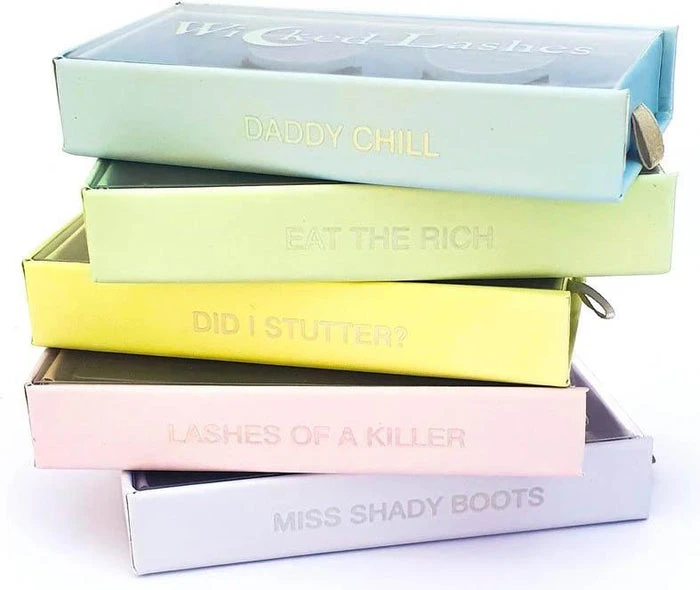 Wicked Lashes
DADDY CHILL
EAT THE RICH
DID I STUTTER?
LASHES OF A KILLER
MISS SHADY BOOTS